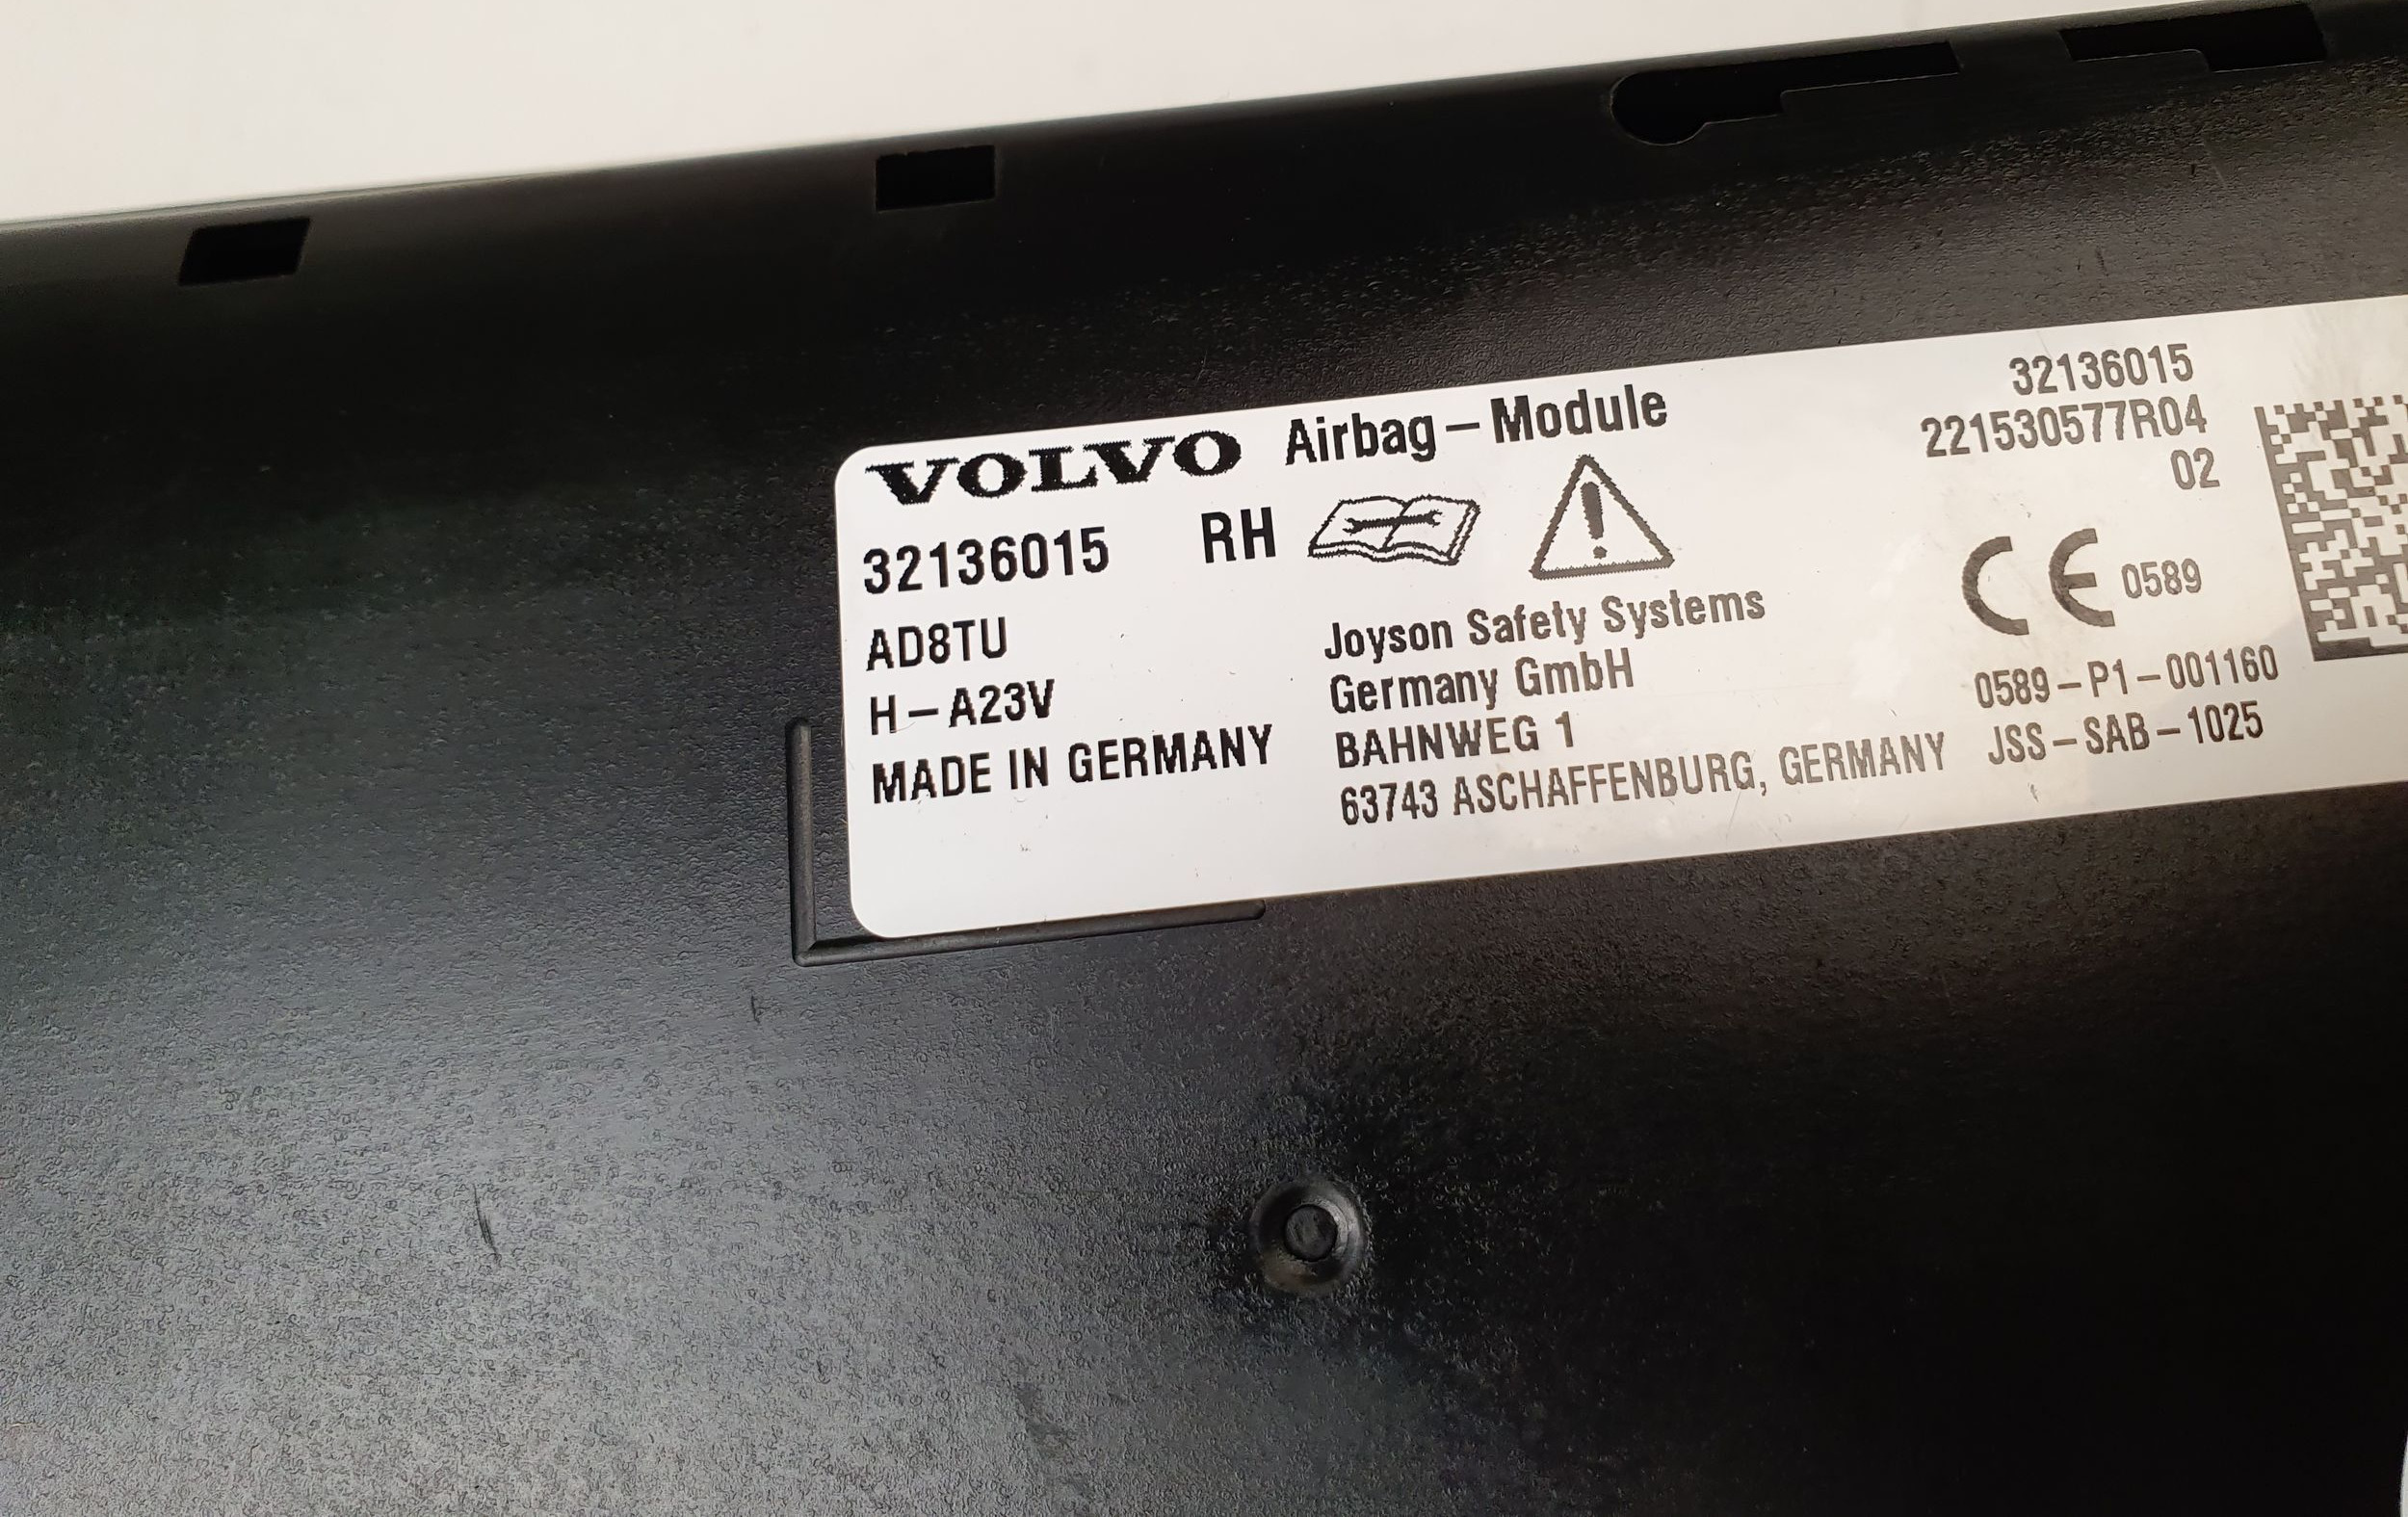 VOLVO Airbag-Module
32136015 RH
AD8TU
H-A23V
MADE IN GERMANY
Joyson Safety Systems
Germany GmbH
BAHNWEG 1
63743 ASCHAFFENBURG, GERMANY
32136015
221530577R04
02
CE 0589
0589-P1-001160
JSS-SAB-1025